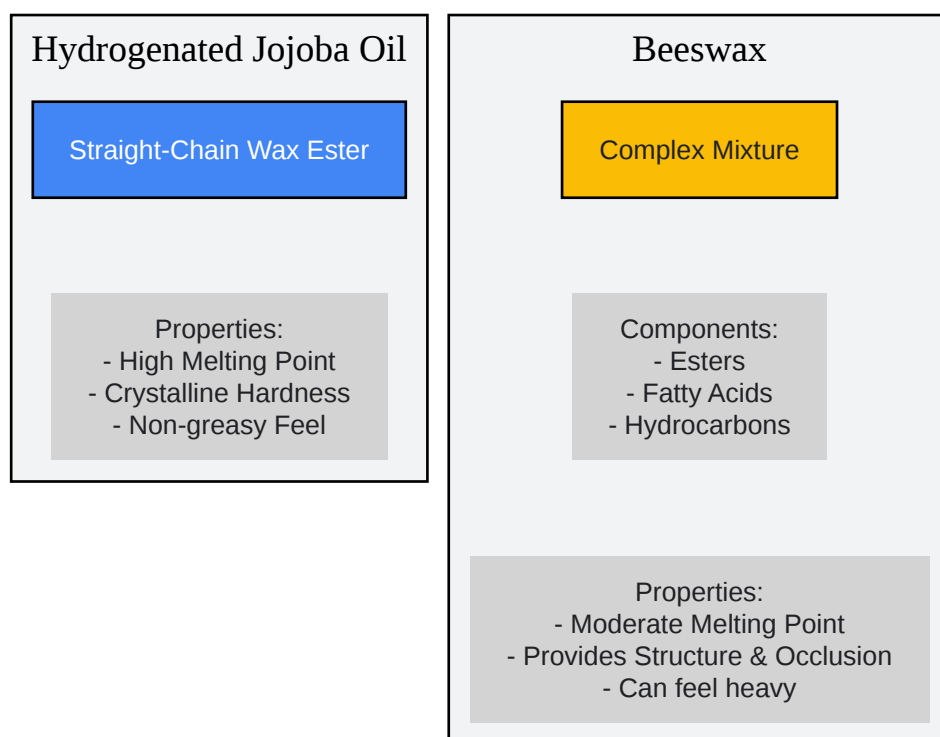 Hydrogenated Jojoba Oil
Straight-Chain Wax Ester
Properties:
- High Melting Point
- Crystalline Hardness
- Non-greasy Feel
Beeswax
Complex Mixture
Components:
- Esters
- Fatty Acids
- Hydrocarbons
Properties:
- Moderate Melting Point
- Provides Structure & Occlusion
- Can feel heavy